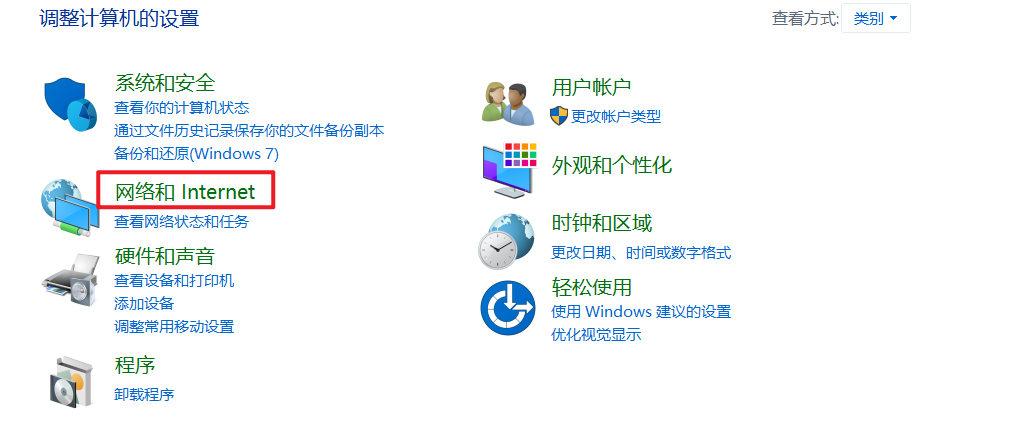 调整计算机的设置
查看方式: 类别
系统和安全
查看你的计算机状态
通过文件历史记录保存你的文件备份副本
备份和还原(Windows 7)
网络和 Internet
查看网络状态和任务
硬件和声音
查看设备和打印机
添加设备
调整常用移动设置
程序
卸载程序
用户帐户
更改帐户类型
外观和个性化
时钟和区域
更改日期、时间或数字格式
轻松使用
使用 Windows 建议的设置
优化视觉显示